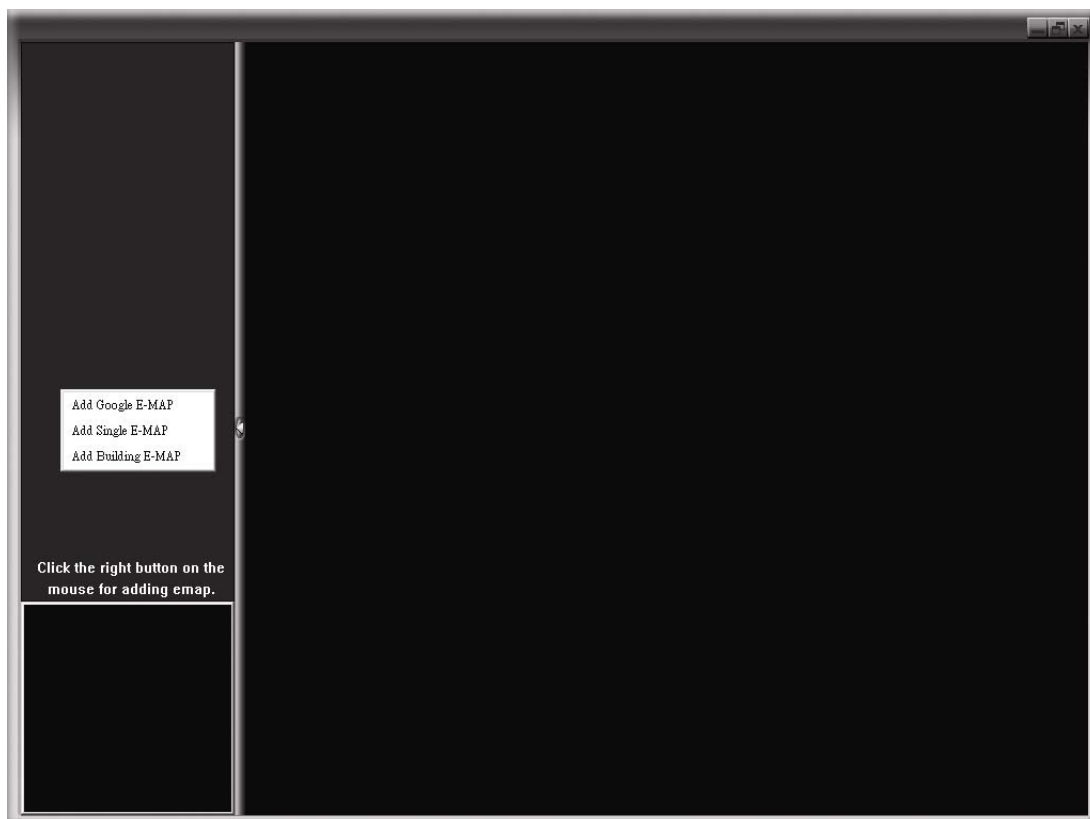 Add Google E-MAP
Add Single E-MAP
Add Building E-MAP
Click the right button on the
mouse for adding emap.